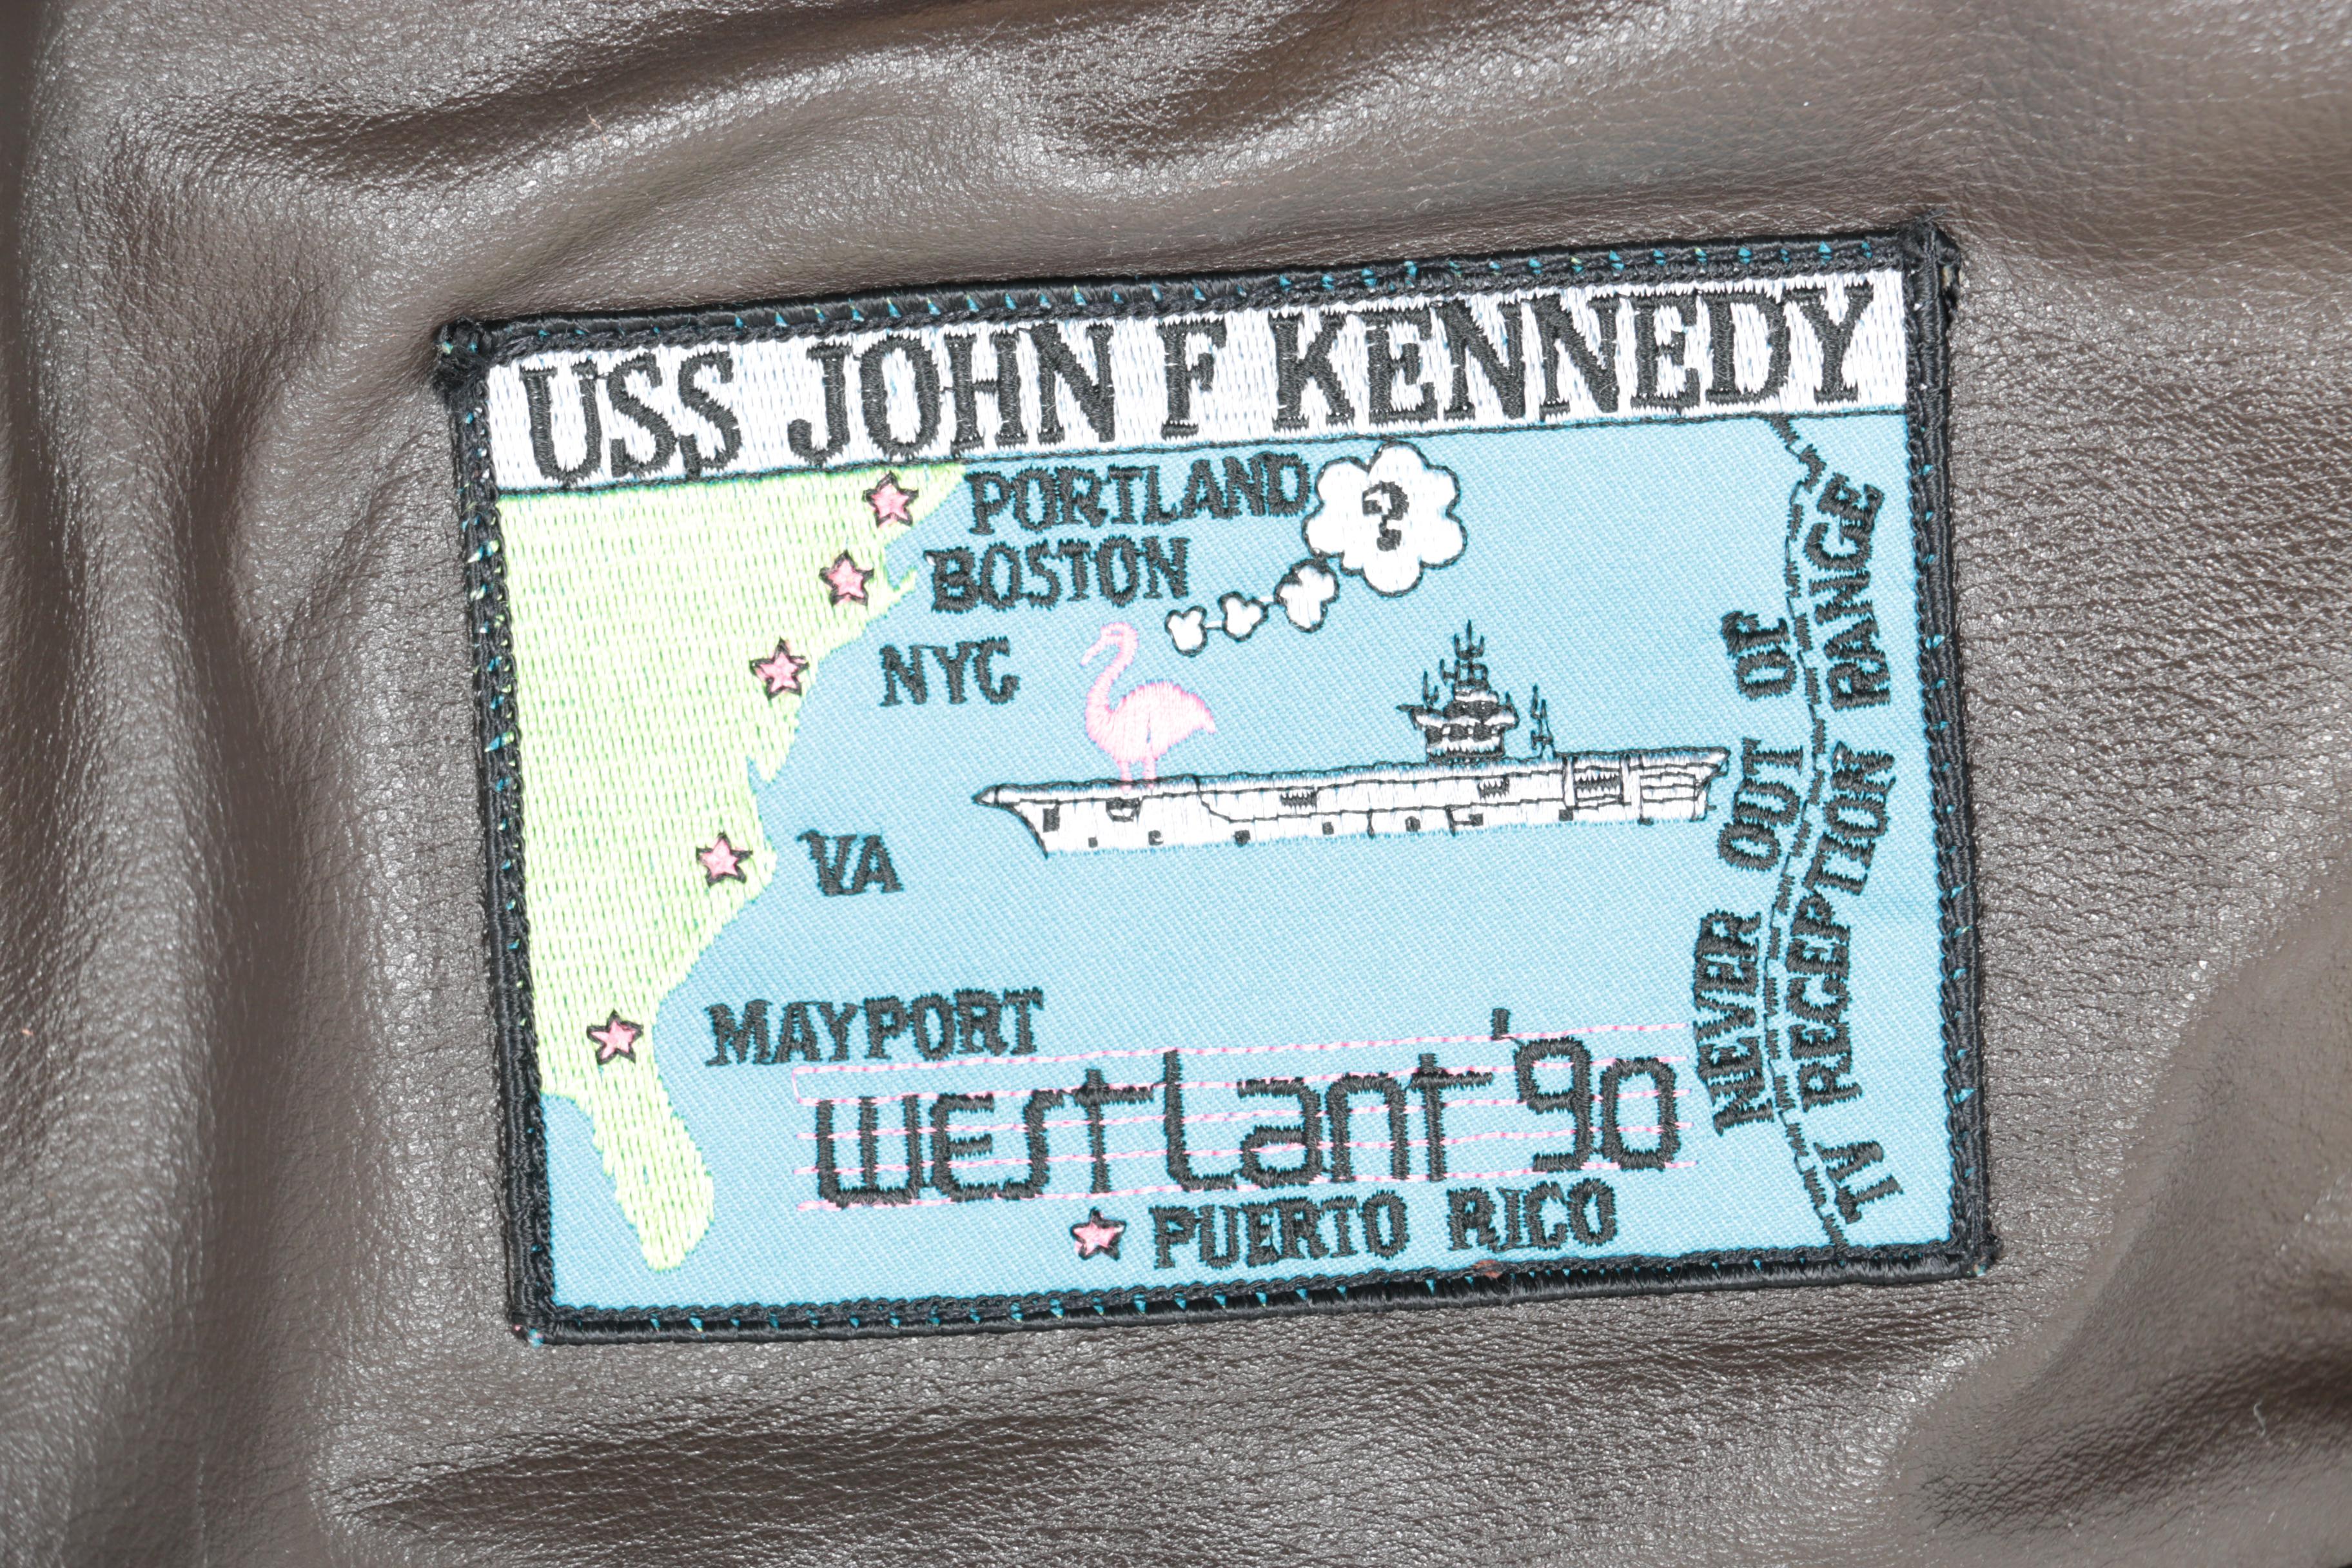 USS JOHN F KENNEDY
PORTLAND
?
BOSTON
NYC
VA
MAYPORT
WESTLANT '90
PUERTO RICO
NEVER OUT OF
TV RECEPTION RANGE